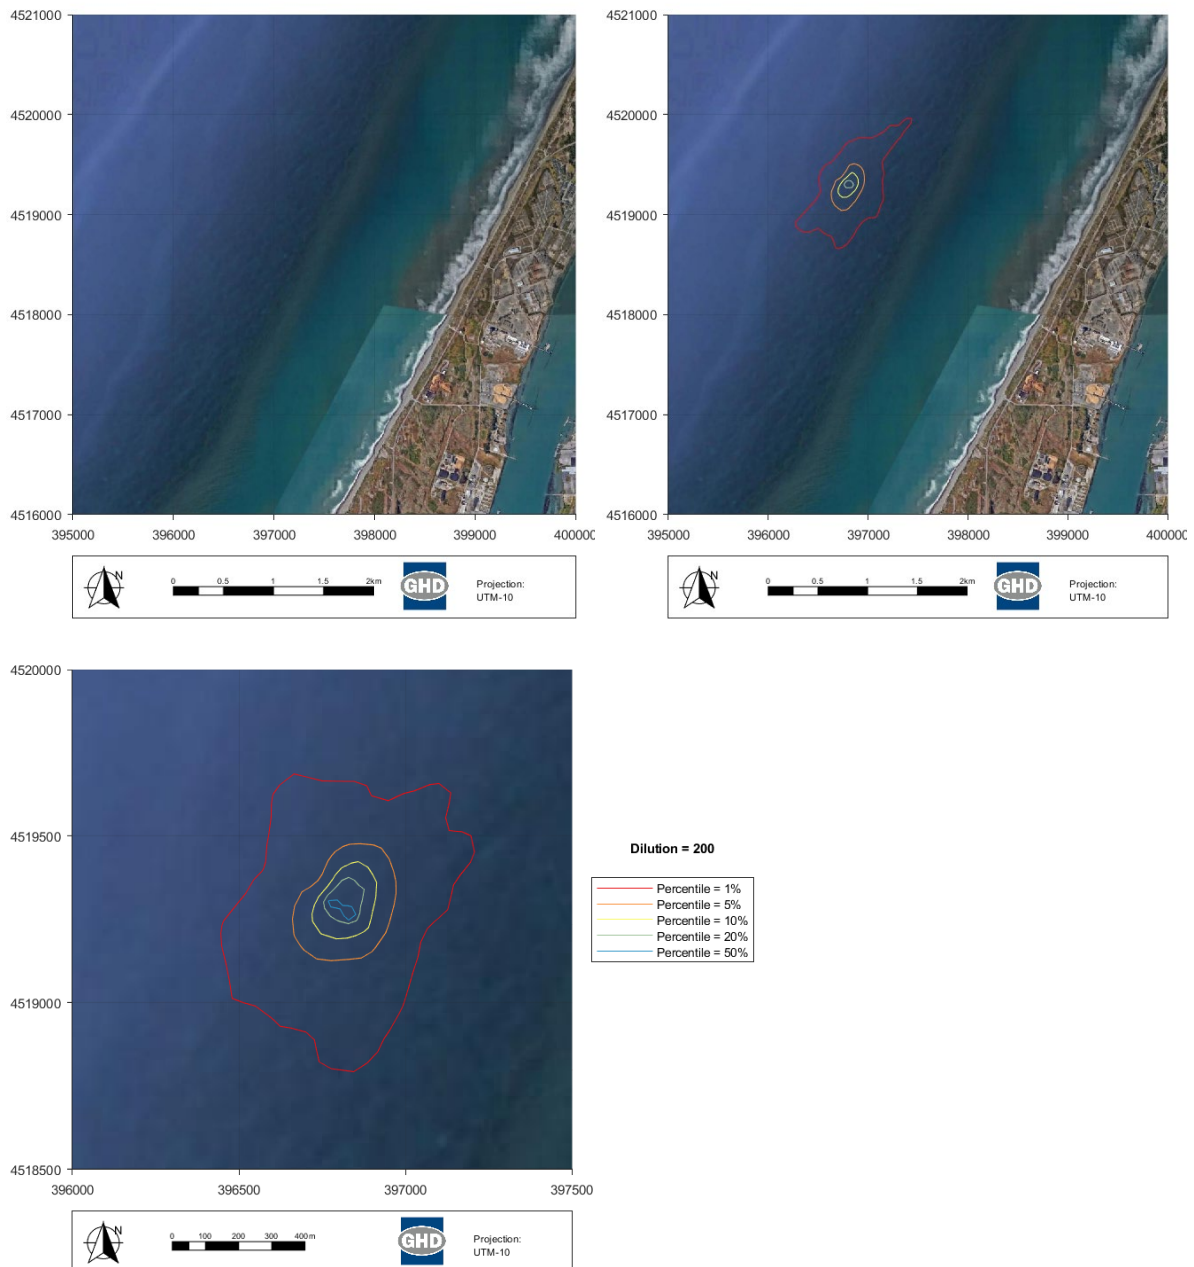 4521000
4520000
4519000
4518000
4517000
4516000
395000 396000 397000 398000 399000 400000
N
0 0.5 1 1.5 2km
GHD
Projection:
UTM-10
4521000
4520000
4519000
4518000
4517000
4516000
395000 396000 397000 398000 399000 400000
N
0 0.5 1 1.5 2km
GHD
Projection:
UTM-10
4520000
4519500
4519000
4518500
396000 396500 397000 397500
N
0 100 200 300 400m
GHD
Projection:
UTM-10
Dilution = 200
Percentile = 1%
Percentile = 5%
Percentile = 10%
Percentile = 20%
Percentile = 50%